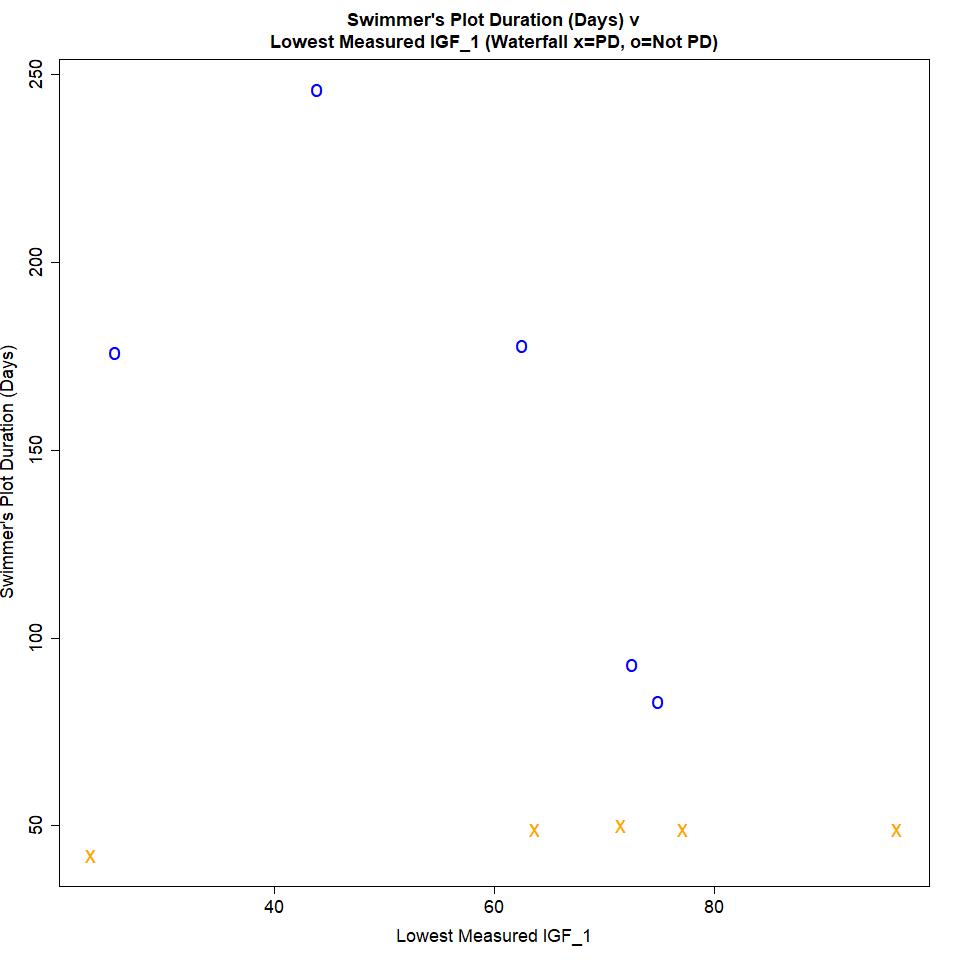 Swimmer's Plot Duration (Days) v
Lowest Measured IGF_1 (Waterfall x=PD, o=Not PD)
Swimmer's Plot Duration (Days)
250
200
150
100
50
o
o
o
o
o
x
x
x
x
x
40
60
80
Lowest Measured IGF_1